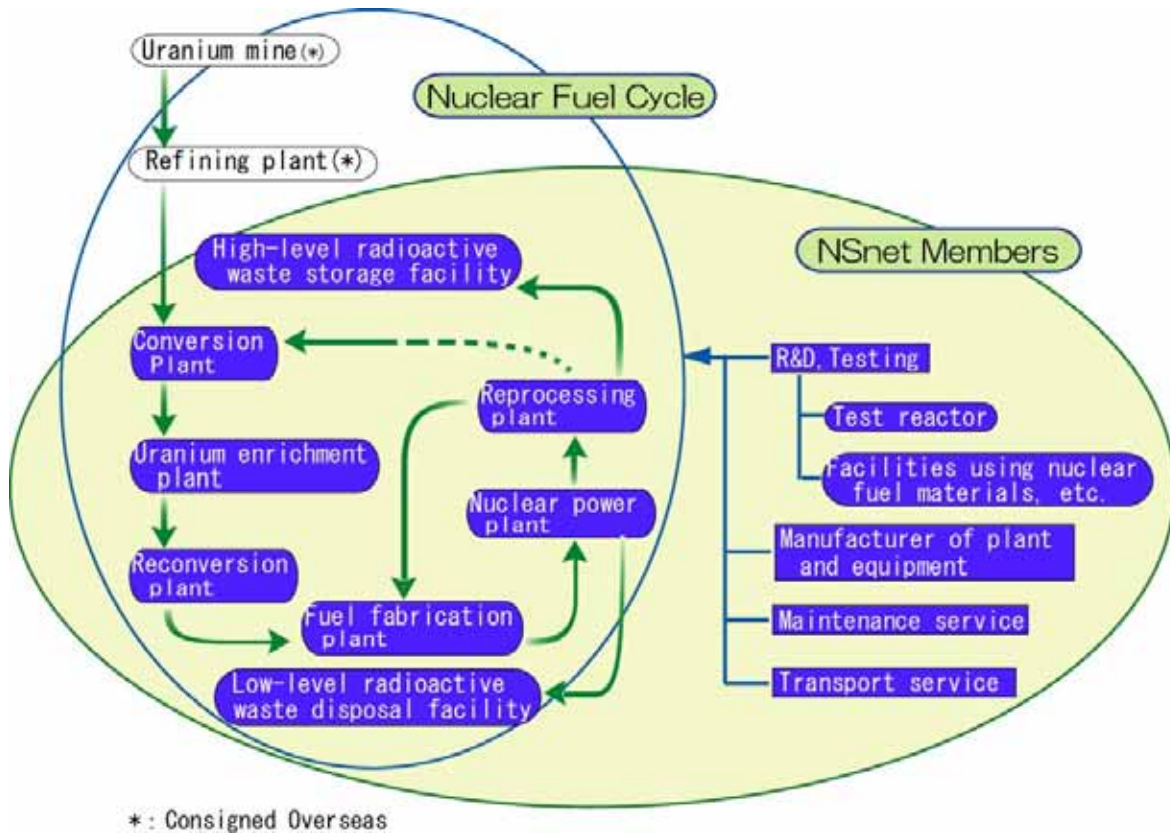 Uranium mine(*)
Nuclear Fuel Cycle
Refining plant(*)
High-level radioactive
waste storage facility
NSnet Members
Conversion
Plant
R&D,Testing
Reprocessing
plant
Test reactor
Uranium enrichment
plant
Facilities using nuclear
fuel materials, etc.
Nuclear power
plant
Manufacturer of plant
and equipment
Reconversion
plant
Fuel fabrication
plant
Maintenance service
Low-level radioactive
waste disposal facility
Transport service
*: Consigned Overseas